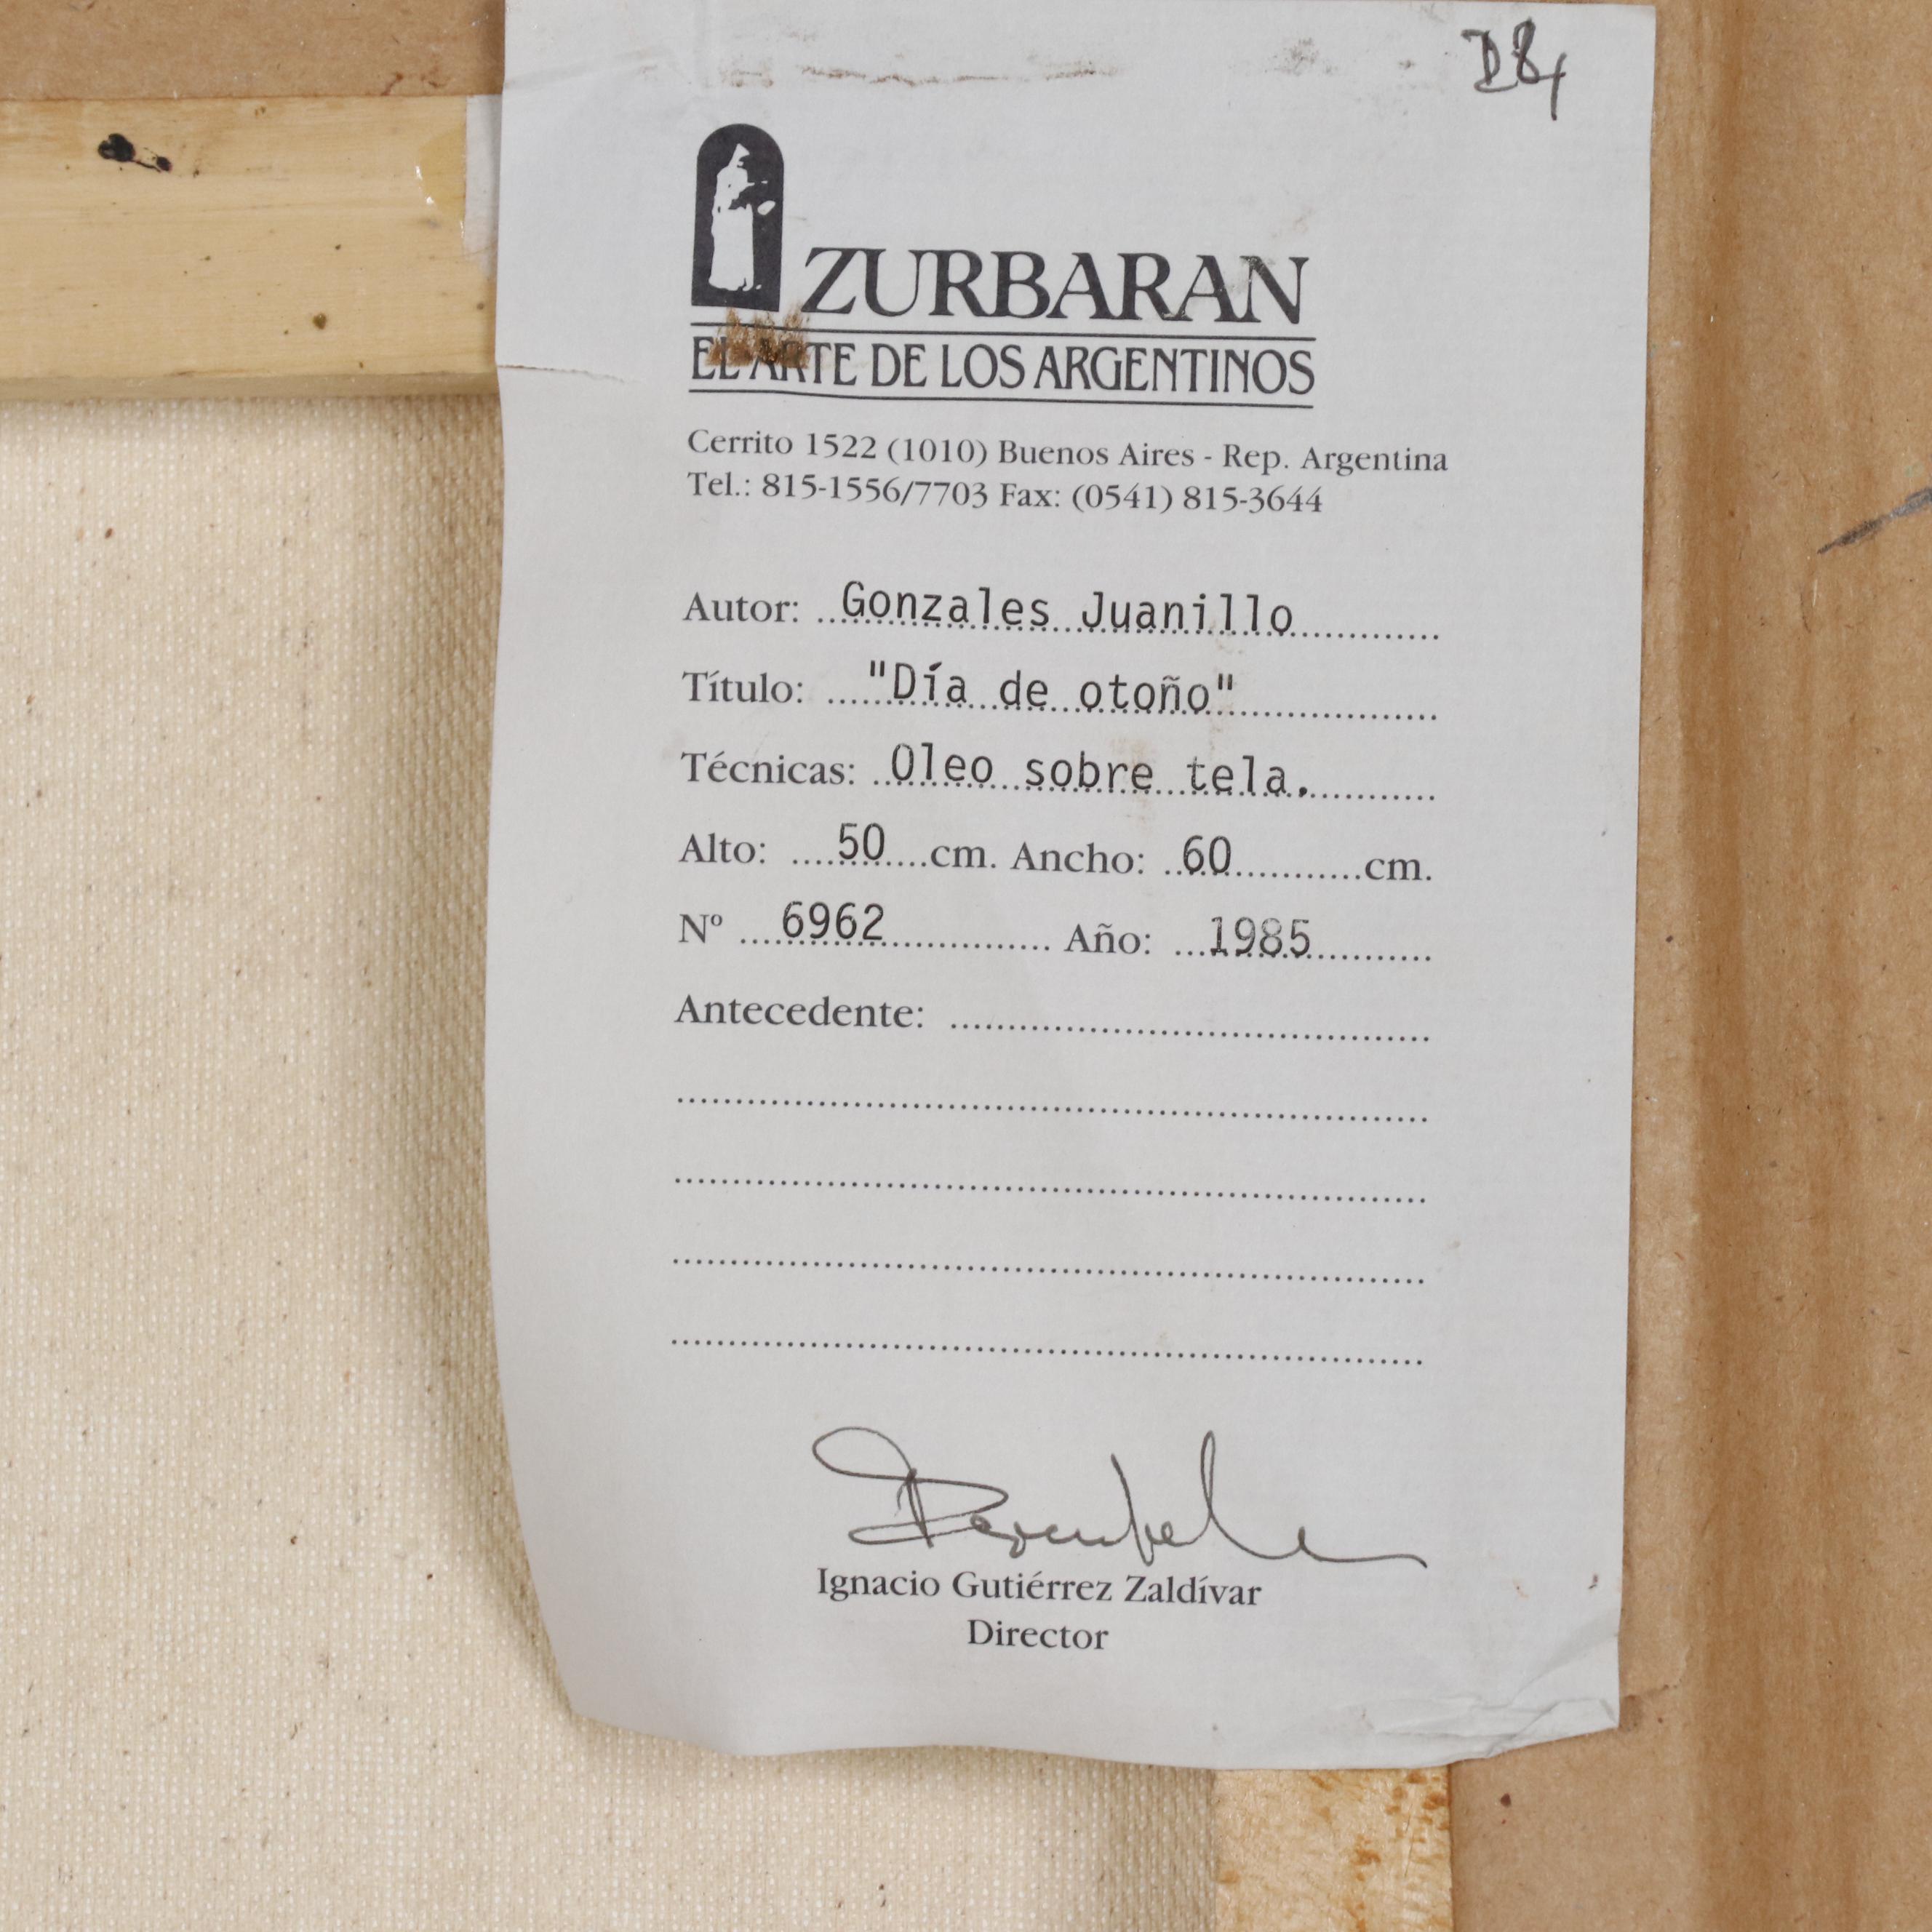 ZURBARAN
EL ARTE DE LOS ARGENTINOS
Cerrito 1522 (1010) Buenos Aires - Rep. Argentina
Tel.: 815-1556/7703 Fax: (0541) 815-3644
Autor: Gonzales Juanillo
Título: "Día de otoño"
Técnicas: Oleo sobre tela.
Alto: 50 cm. Ancho: 60 cm.
Nº 6962 Año: 1985
Antecedente:
Ignacio Gutiérrez Zaldívar
Director